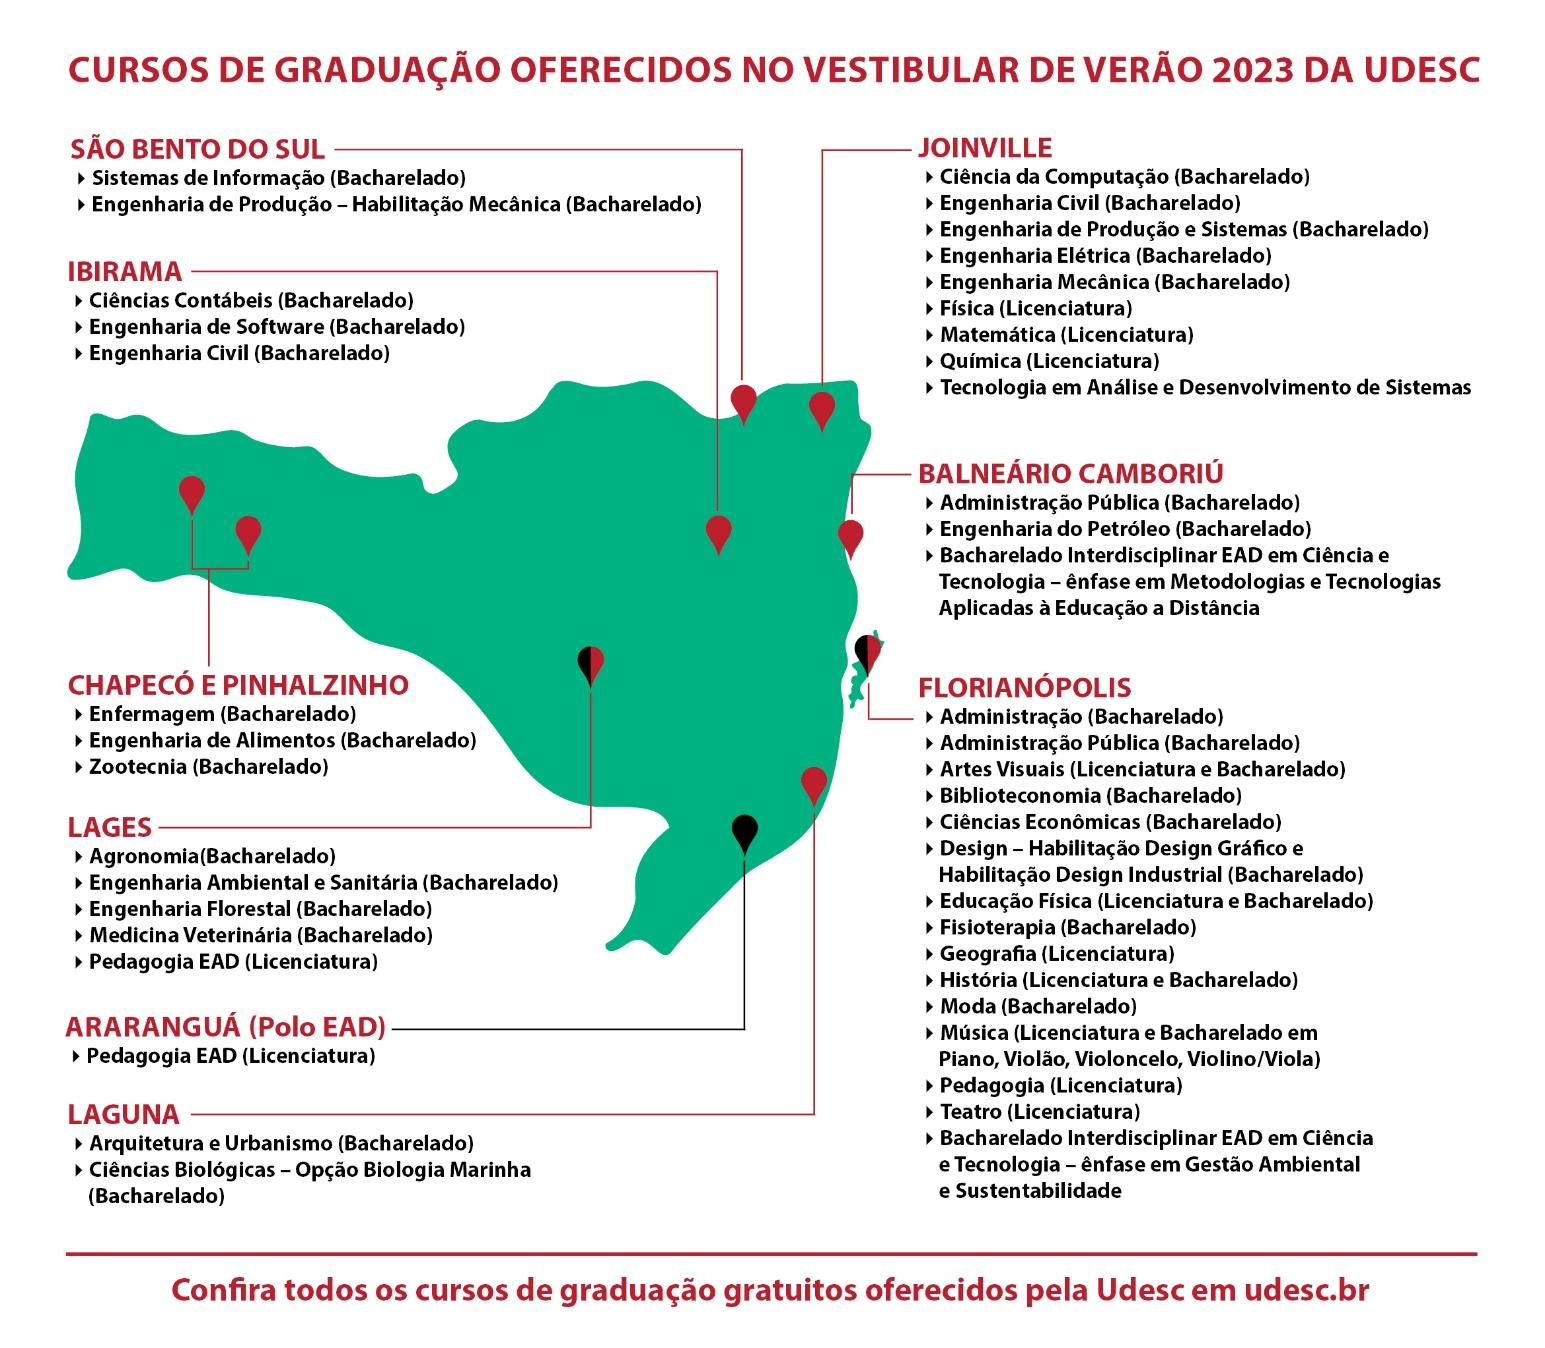 CURSOS DE GRADUAÇÃO OFERECIDOS NO VESTIBULAR DE VERÃO 2023 DA UDESC
SÃO BENTO DO SUL
Sistemas de Informação (Bacharelado)
Engenharia de Produção – Habilitação Mecânica (Bacharelado)
IBIRAMA
Ciências Contábeis (Bacharelado)
Engenharia de Software (Bacharelado)
Engenharia Civil (Bacharelado)
CHAPECÓ E PINHALZINHO
Enfermagem (Bacharelado)
Engenharia de Alimentos (Bacharelado)
Zootecnia (Bacharelado)
LAGES
Agronomia(Bacharelado)
Engenharia Ambiental e Sanitária (Bacharelado)
Engenharia Florestal (Bacharelado)
Medicina Veterinária (Bacharelado)
Pedagogia EAD (Licenciatura)
ARARANGUÁ (Polo EAD)
Pedagogia EAD (Licenciatura)
LAGUNA
Arquitetura e Urbanismo (Bacharelado)
Ciências Biológicas – Opção Biologia Marinha
(Bacharelado)
JOINVILLE
Ciência da Computação (Bacharelado)
Engenharia Civil (Bacharelado)
Engenharia de Produção e Sistemas (Bacharelado)
Engenharia Elétrica (Bacharelado)
Engenharia Mecânica (Bacharelado)
Física (Licenciatura)
Matemática (Licenciatura)
Química (Licenciatura)
Tecnologia em Análise e Desenvolvimento de Sistemas
BALNEÁRIO CAMBORIÚ
Administração Pública (Bacharelado)
Engenharia do Petróleo (Bacharelado)
Bacharelado Interdisciplinar EAD em Ciência e
Tecnologia – ênfase em Metodologias e Tecnologias
Aplicadas à Educação a Distância
FLORIANÓPOLIS
Administração (Bacharelado)
Administração Pública (Bacharelado)
Artes Visuais (Licenciatura e Bacharelado)
Biblioteconomia (Bacharelado)
Ciências Econômicas (Bacharelado)
Design – Habilitação Design Gráfico e
Habilitação Design Industrial (Bacharelado)
Educação Física (Licenciatura e Bacharelado)
Fisioterapia (Bacharelado)
Geografia (Licenciatura)
História (Licenciatura e Bacharelado)
Moda (Bacharelado)
Música (Licenciatura e Bacharelado em
Piano, Violão, Violoncelo, Violino/Viola)
Pedagogia (Licenciatura)
Teatro (Licenciatura)
Bacharelado Interdisciplinar EAD em Ciência
e Tecnologia – ênfase em Gestão Ambiental
e Sustentabilidade
Confira todos os cursos de graduação gratuitos oferecidos pela Udesc em udesc.br